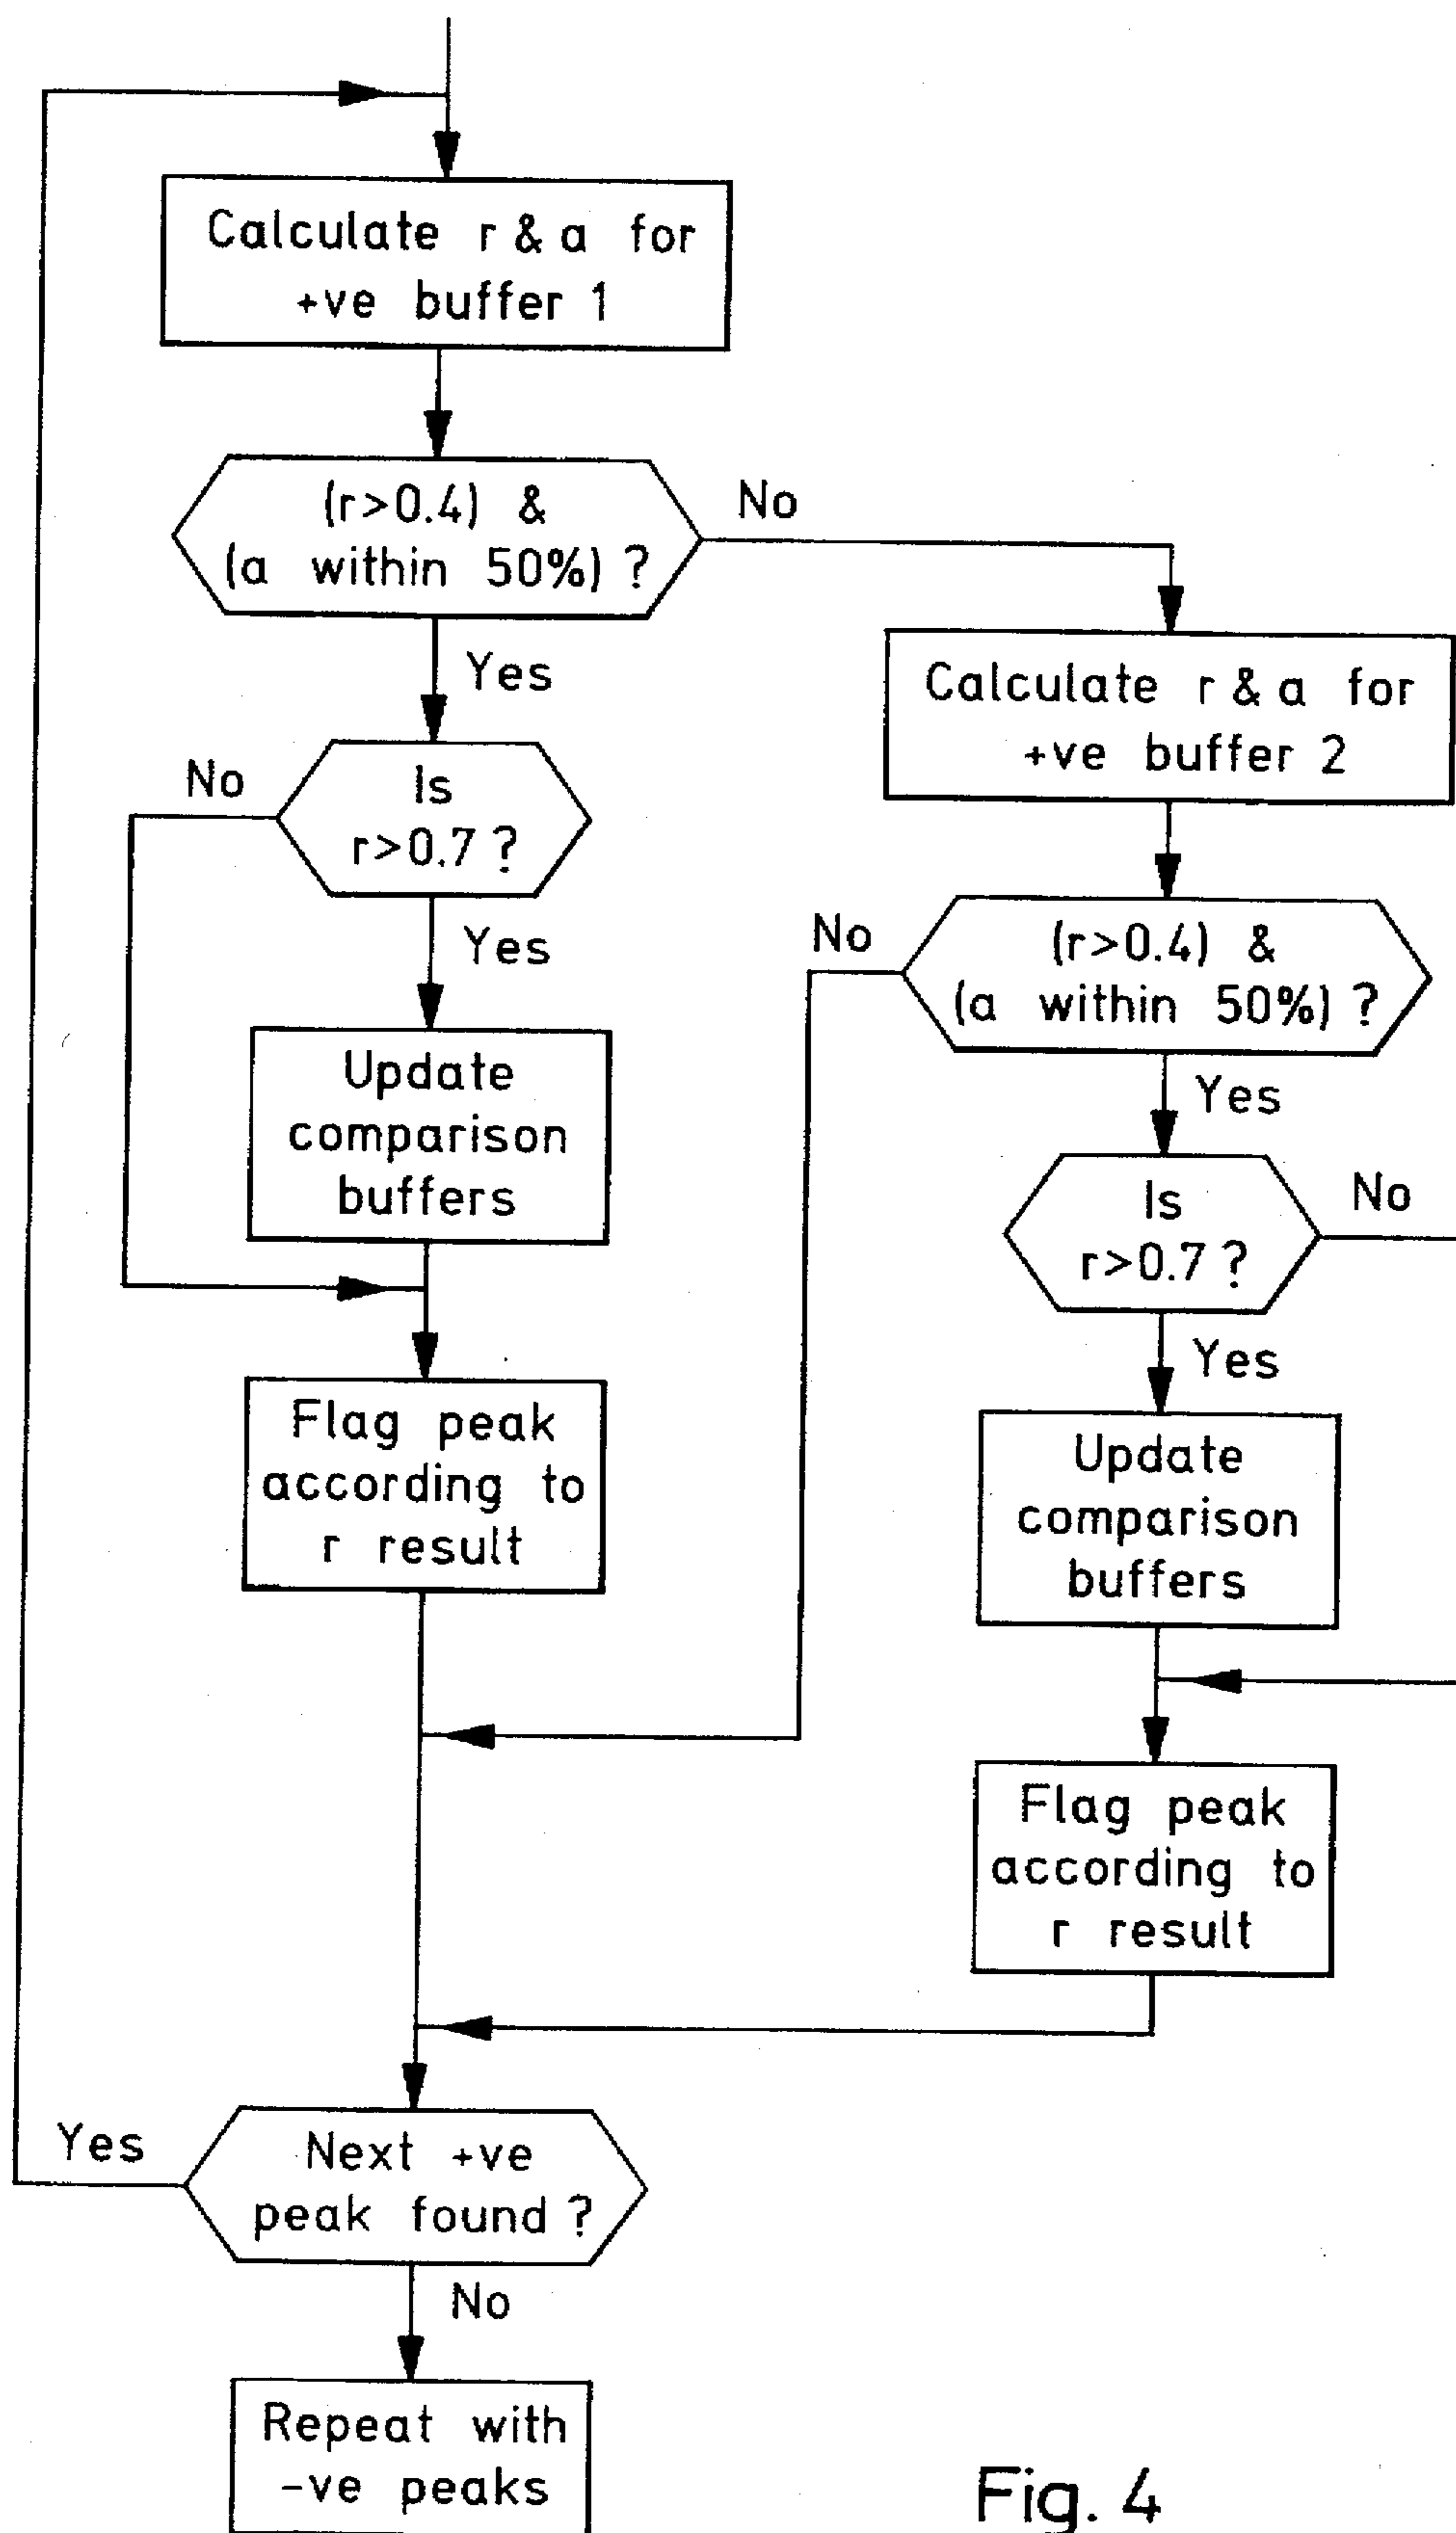 Calculate r & a for
+ve buffer 1
(r>0.4) &
(a within 50%) ?
No
Yes
Is
r>0.7 ?
No
Yes
Update
comparison
buffers
Flag peak
according to
r result
Calculate r & a for
+ve buffer 2
(r>0.4) &
(a within 50%) ?
No
Yes
Is
r>0.7 ?
No
Yes
Update
comparison
buffers
Flag peak
according to
r result
Next +ve
peak found ?
Yes
No
Repeat with
-ve peaks
Fig. 4